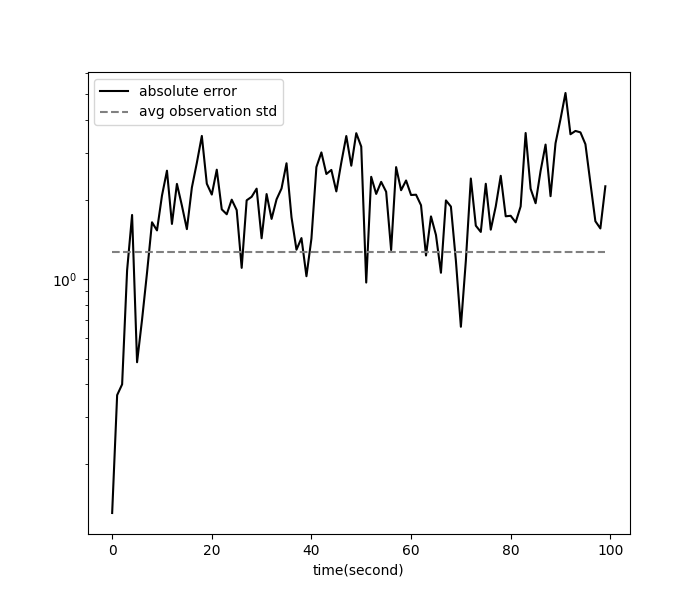 absolute error
avg observation std
10⁰
0
20
40
60
80
100
time(second)